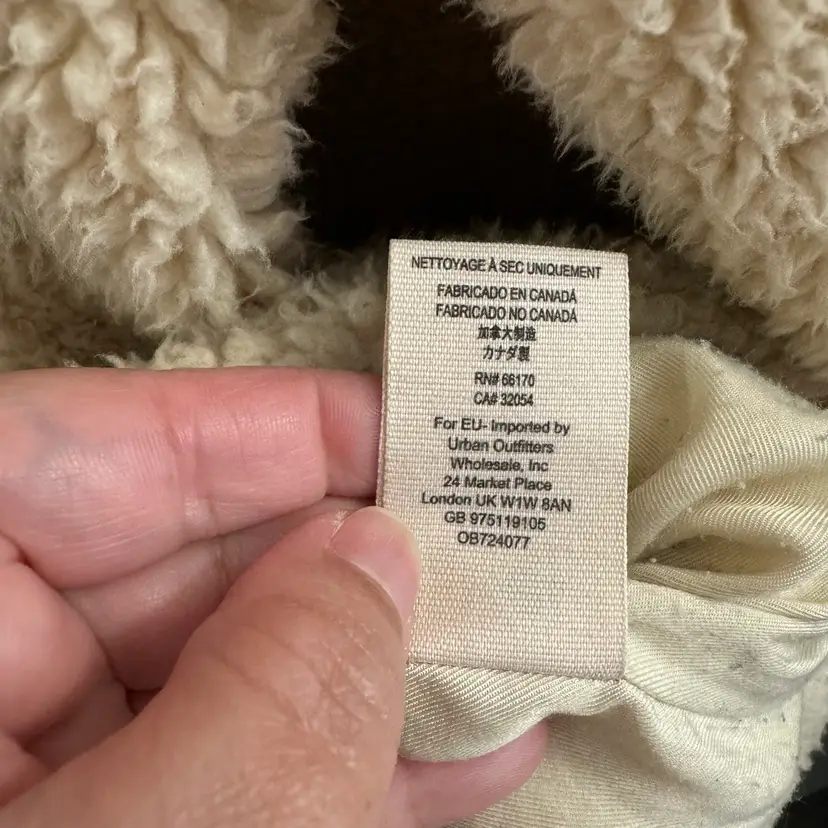 NETTOYAGE À SEC UNIQUEMENT
FABRICADO EN CANADÁ
FABRICADO NO CANADÁ
加拿大制造
カナダ製
RN# 66170
CA# 32054
For EU- Imported by
Urban Outfitters
Wholesale, Inc
24 Market Place
London UK W1W 8AN
GB 975119105
OB724077